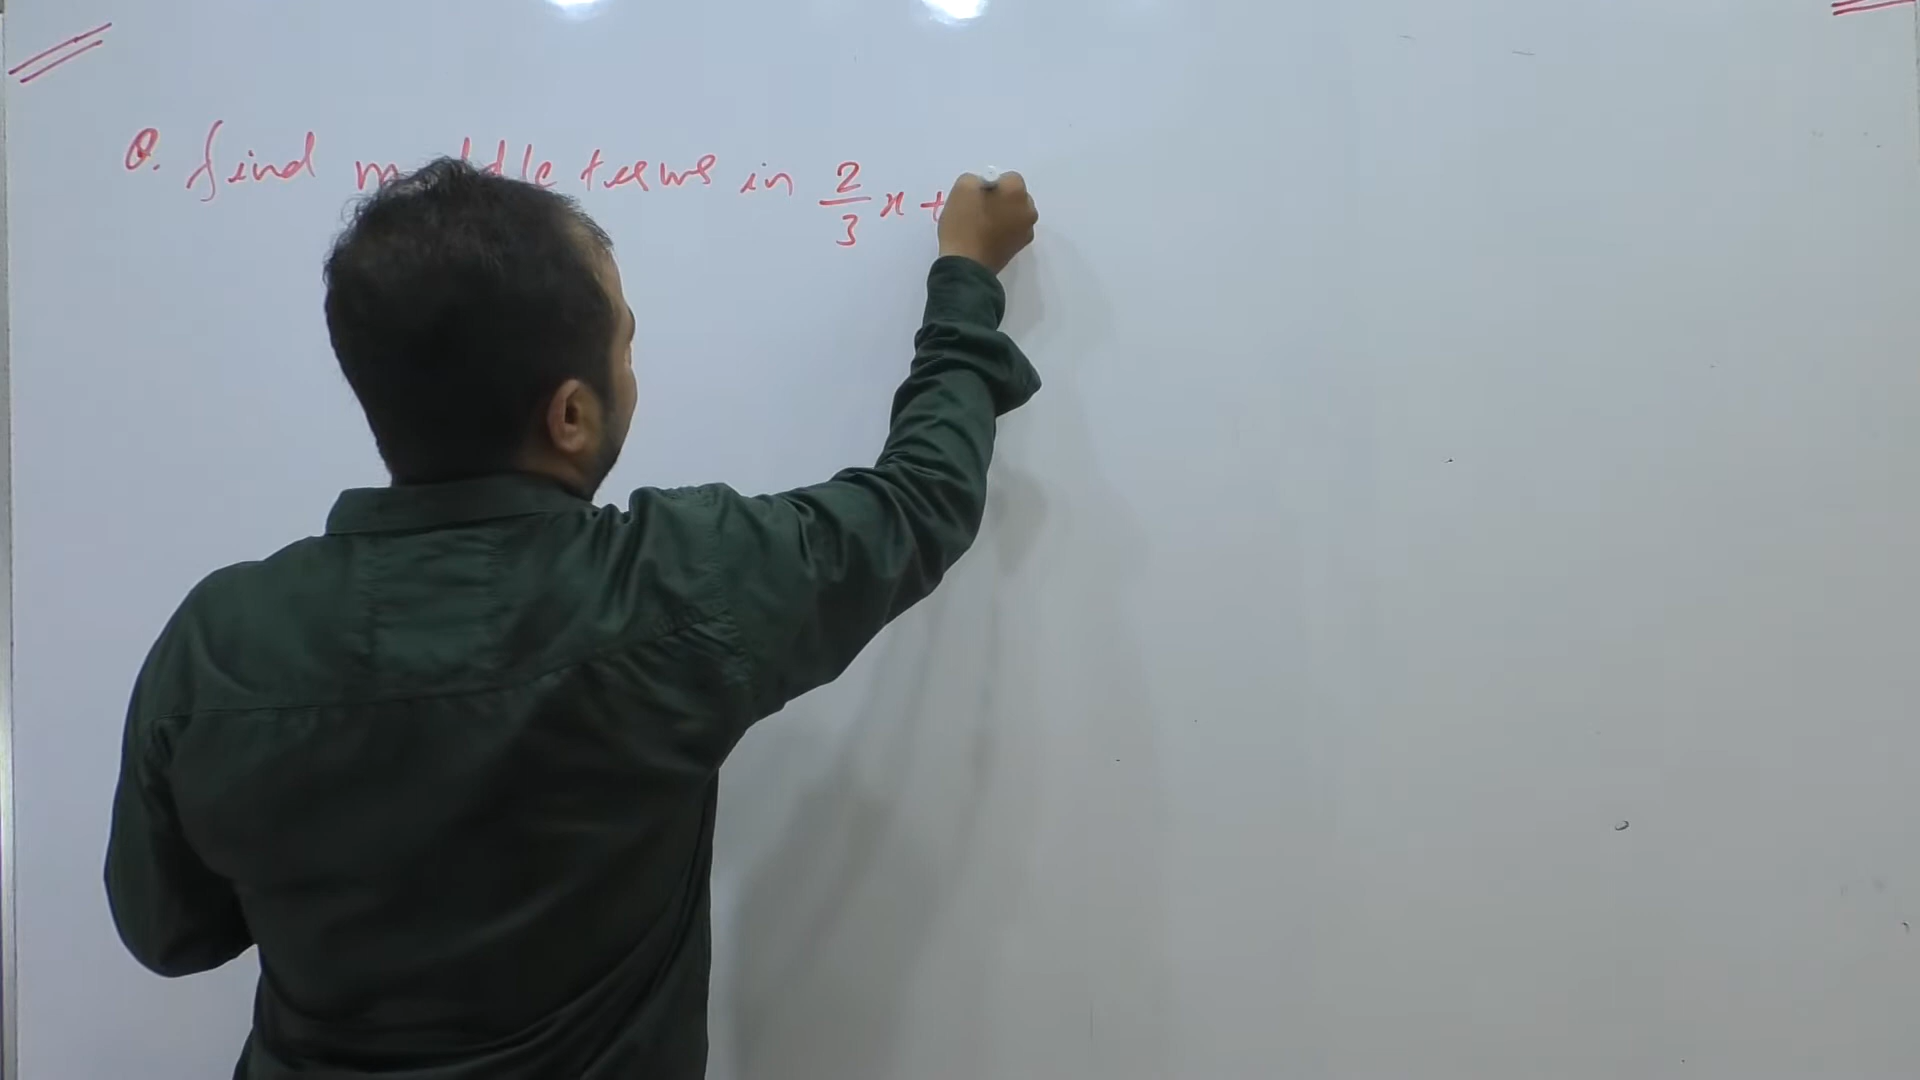 Q. find middle terms in 2/3 x +